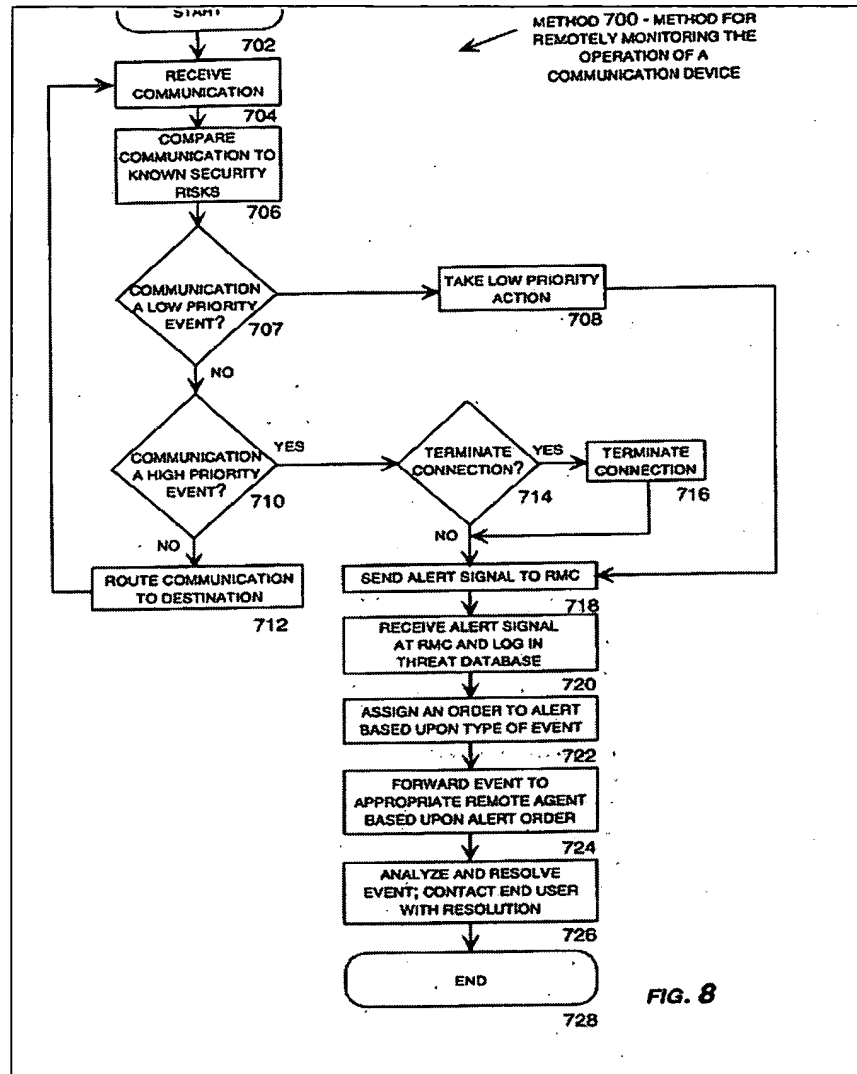 START
METHOD 700 - METHOD FOR
REMOTELY MONITORING THE
OPERATION OF A
COMMUNICATION DEVICE
702
RECEIVE
COMMUNICATION
704
COMPARE
COMMUNICATION TO
KNOWN SECURITY
RISKS
706
COMMUNICATION
A LOW PRIORITY
EVENT?
707
TAKE LOW PRIORITY
ACTION
708
NO
COMMUNICATION
A HIGH PRIORITY
EVENT?
710
YES
TERMINATE
CONNECTION?
714
YES
TERMINATE
CONNECTION
716
NO
NO
ROUTE COMMUNICATION
TO DESTINATION
712
SEND ALERT SIGNAL TO RMC
718
RECEIVE ALERT SIGNAL
AT RMC AND LOG IN
THREAT DATABASE
720
ASSIGN AN ORDER TO ALERT
BASED UPON TYPE OF EVENT
722
FORWARD EVENT TO
APPROPRIATE REMOTE AGENT
BASED UPON ALERT ORDER
724
ANALYZE AND RESOLVE
EVENT; CONTACT END USER
WITH RESOLUTION
726
END
728
FIG. 8